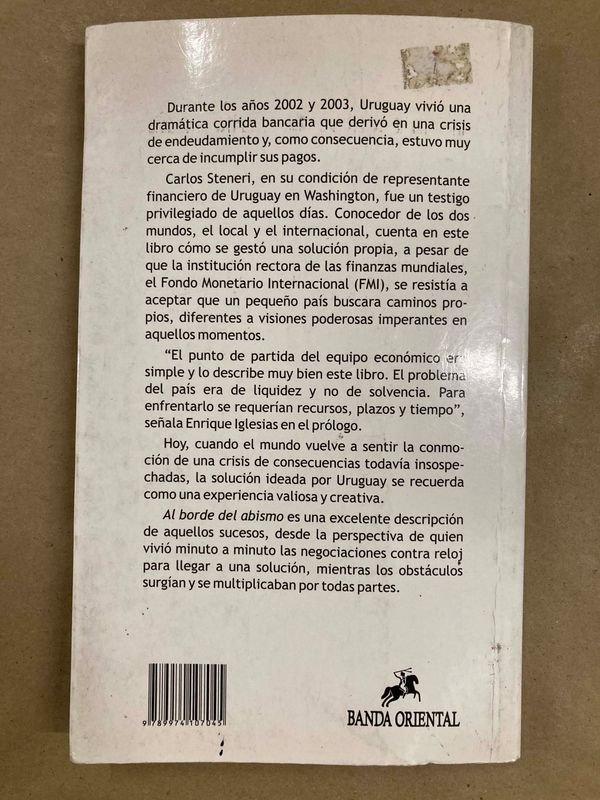 Durante los años 2002 y 2003, Uruguay vivió una
dramática corrida bancaria que derivó en una crisis
de endeudamiento y, como consecuencia, estuvo muy
cerca de incumplir sus pagos.
Carlos Steneri, en su condición de representante
financiero de Uruguay en Washington, fue un testigo
privilegiado de aquellos días. Conocedor de los dos
mundos, el local y el internacional, cuenta en este
libro cómo se gestó una solución propia, a pesar de
que la institución rectora de las finanzas mundiales,
el Fondo Monetario Internacional (FMI), se resistía a
aceptar que un pequeño país buscara caminos pro-
pios, diferentes a visiones poderosas imperantes en
aquellos momentos.
“El punto de partida del equipo económico era
simple y lo describe muy bien este libro. El problema
del país era de liquidez y no de solvencia. Para
enfrentarlo se requerían recursos, plazos y tiempo”,
señala Enrique Iglesias en el prólogo.
Hoy, cuando el mundo vuelve a sentir la conmo-
ción de una crisis de consecuencias todavía insospe-
chadas, la solución ideada por Uruguay se recuerda
como una experiencia valiosa y creativa.
Al borde del abismo es una excelente descripción
de aquellos sucesos, desde la perspectiva de quien
vivió minuto a minuto las negociaciones contra reloj
para llegar a una solución, mientras los obstáculos
surgían y se multiplicaban por todas partes.
9 789974 107045
BANDA ORIENTAL